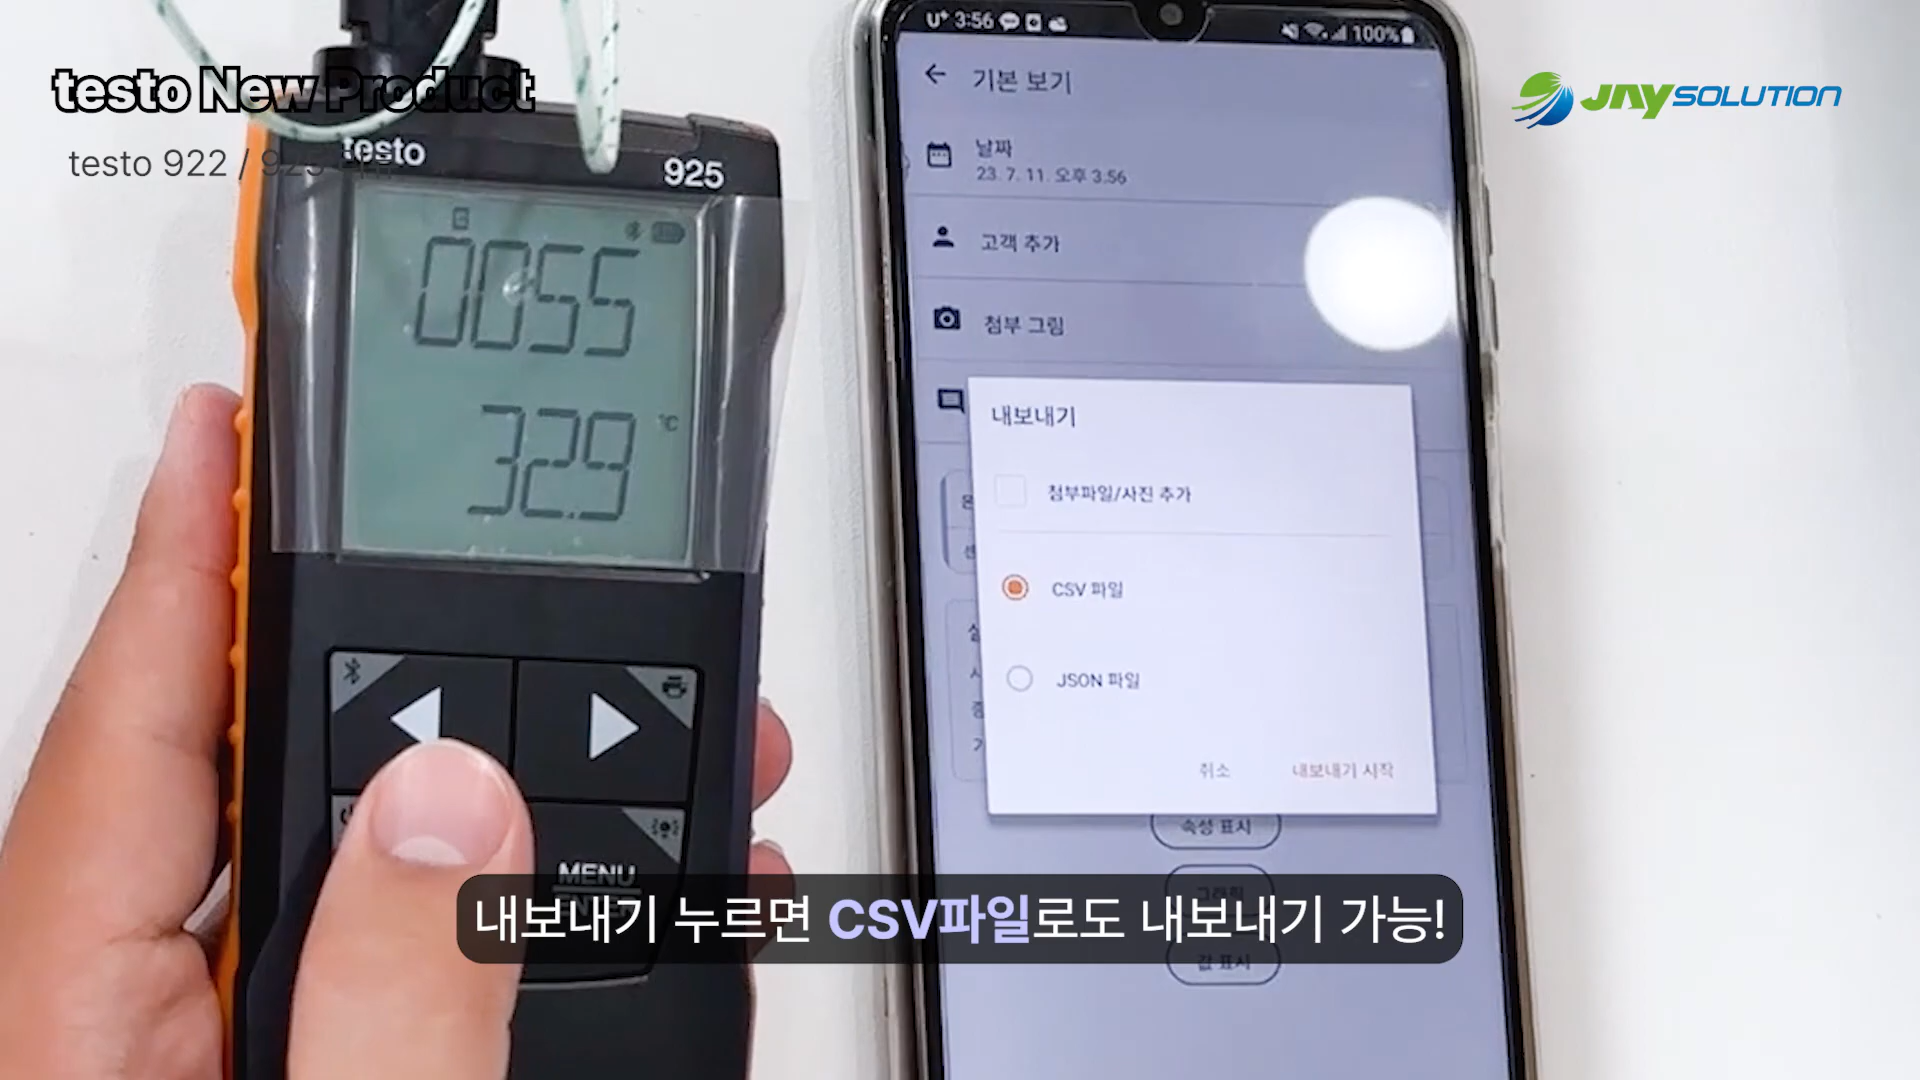 testo New Product
testo 922 / 925
JAYSOLUTION
testo
925
0055
32.9
°C
MENU
U+ 3:56
100%
기본 보기
날짜
23. 7. 11. 오후 3:56
고객 추가
첨부 그림
내보내기
첨부파일/사진 추가
CSV 파일
JSON 파일
취소
내보내기 시작
속성 표시
내보내기 누르면 CSV파일로도 내보내기 가능!
값 표시